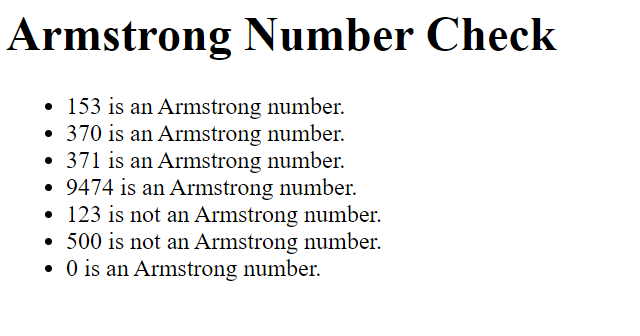 Armstrong Number Check
• 153 is an Armstrong number.
• 370 is an Armstrong number.
• 371 is an Armstrong number.
• 9474 is an Armstrong number.
• 123 is not an Armstrong number.
• 500 is not an Armstrong number.
• 0 is an Armstrong number.